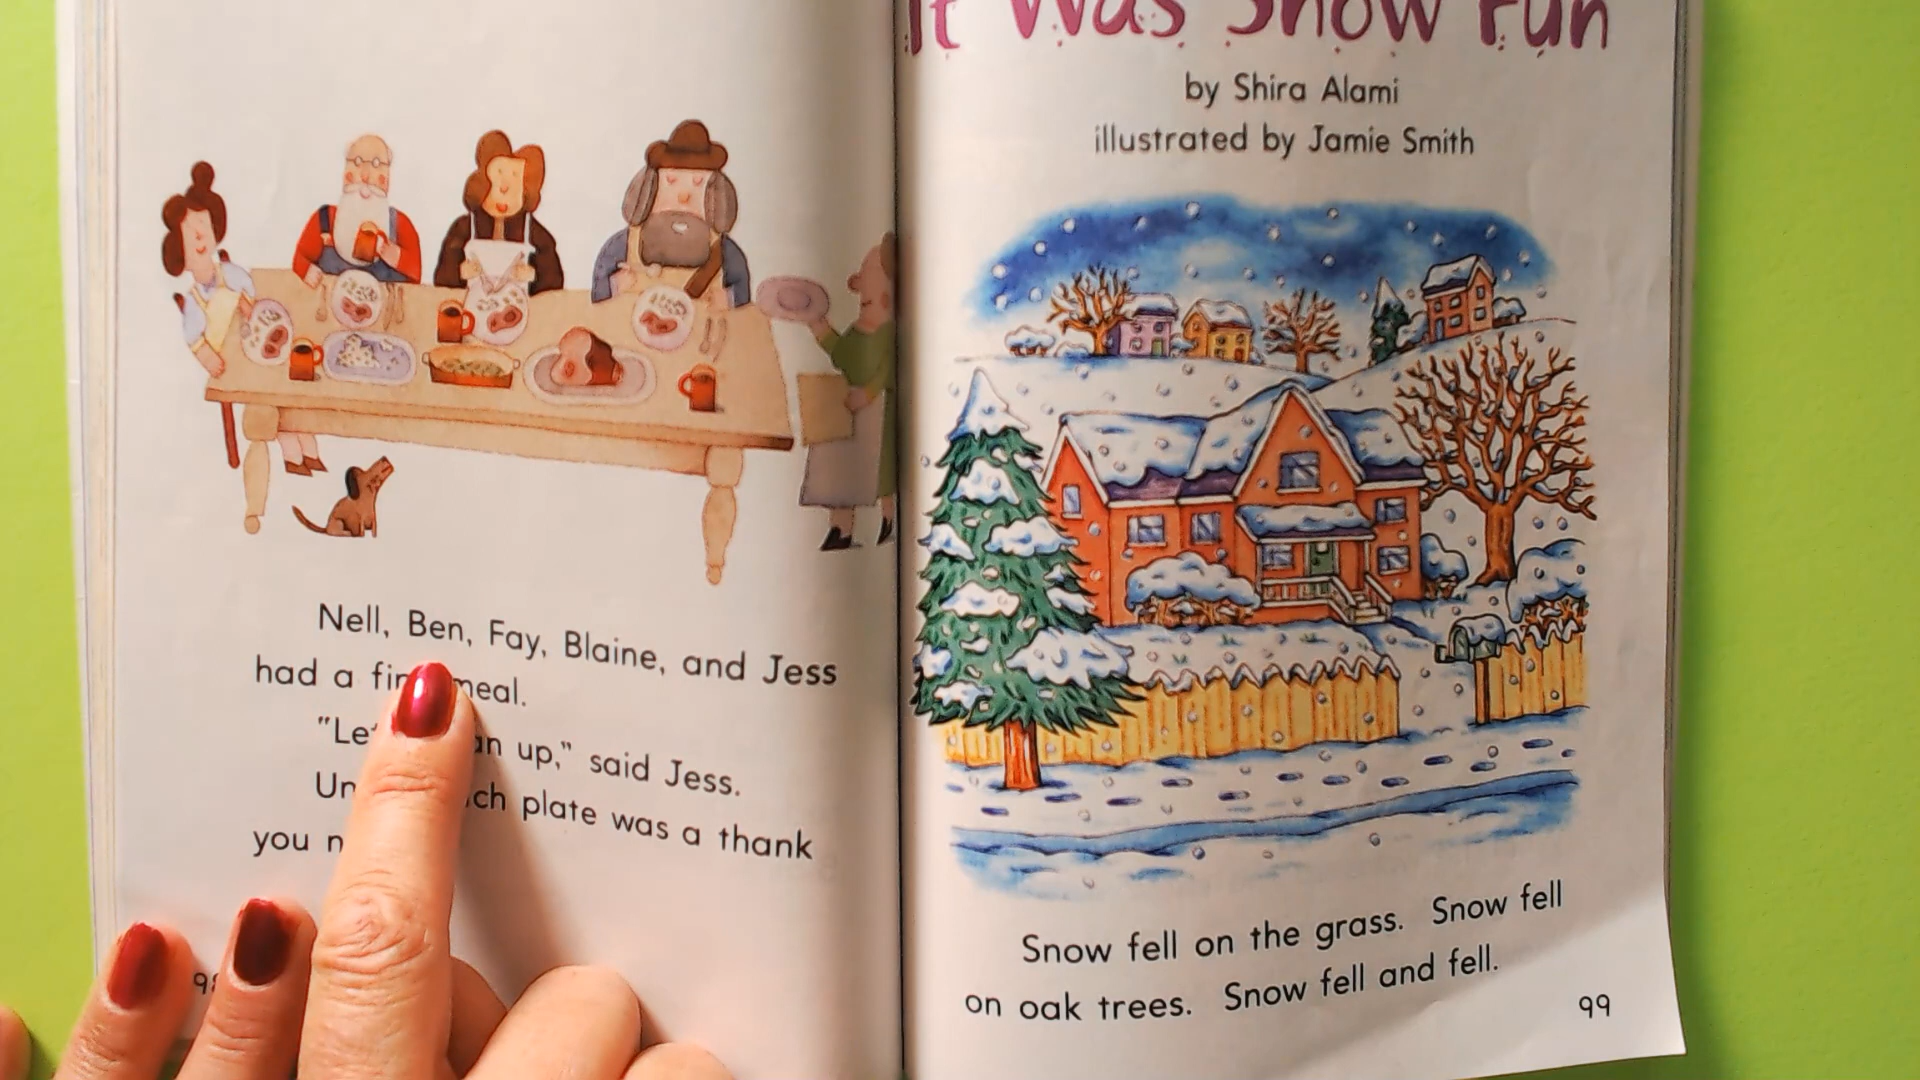 Nell, Ben, Fay, Blaine, and Jess
had a meal.
up," said Jess.
plate was a thank
you
It Was Snow Fun
by Shira Alami
illustrated by Jamie Smith
Snow fell on the grass. Snow fell
on oak trees. Snow fell and fell.
99